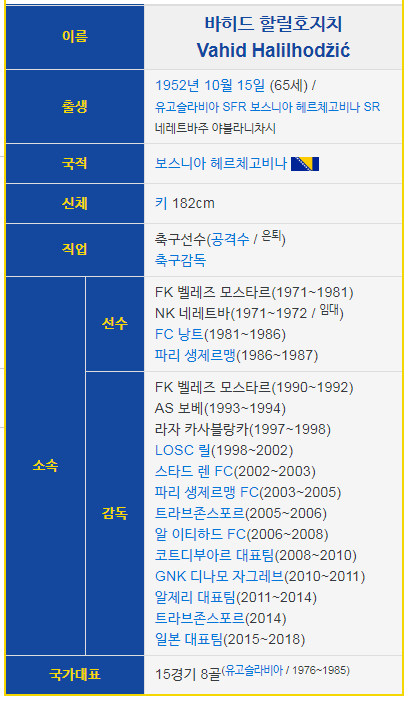 이름
바히드 할릴호지치
Vahid Halilhodžić
출생
1952년 10월 15일 (65세) /
유고슬라비아 SFR 보스니아 헤르체고비나 SR
네레트바주 야블라니차시
국적
보스니아 헤르체고비나
신체
키 182cm
직업
축구선수(공격수 / 은퇴)
축구감독
소속
선수
FK 벨레즈 모스타르(1971~1981)
NK 네레트바(1971~1972 / 임대)
FC 낭트(1981~1986)
파리 생제르맹(1986~1987)
감독
FK 벨레즈 모스타르(1990~1992)
AS 보베(1993~1994)
라자 카사블랑카(1997~1998)
LOSC 릴(1998~2002)
스타드 렌 FC(2002~2003)
파리 생제르맹 FC(2003~2005)
트라브존스포르(2005~2006)
알 이티하드 FC(2006~2008)
코트디부아르 대표팀(2008~2010)
GNK 디나모 자그레브(2010~2011)
알제리 대표팀(2011~2014)
트라브존스포르(2014)
일본 대표팀(2015~2018)
국가대표
15경기 8골(유고슬라비아 / 1976~1985)